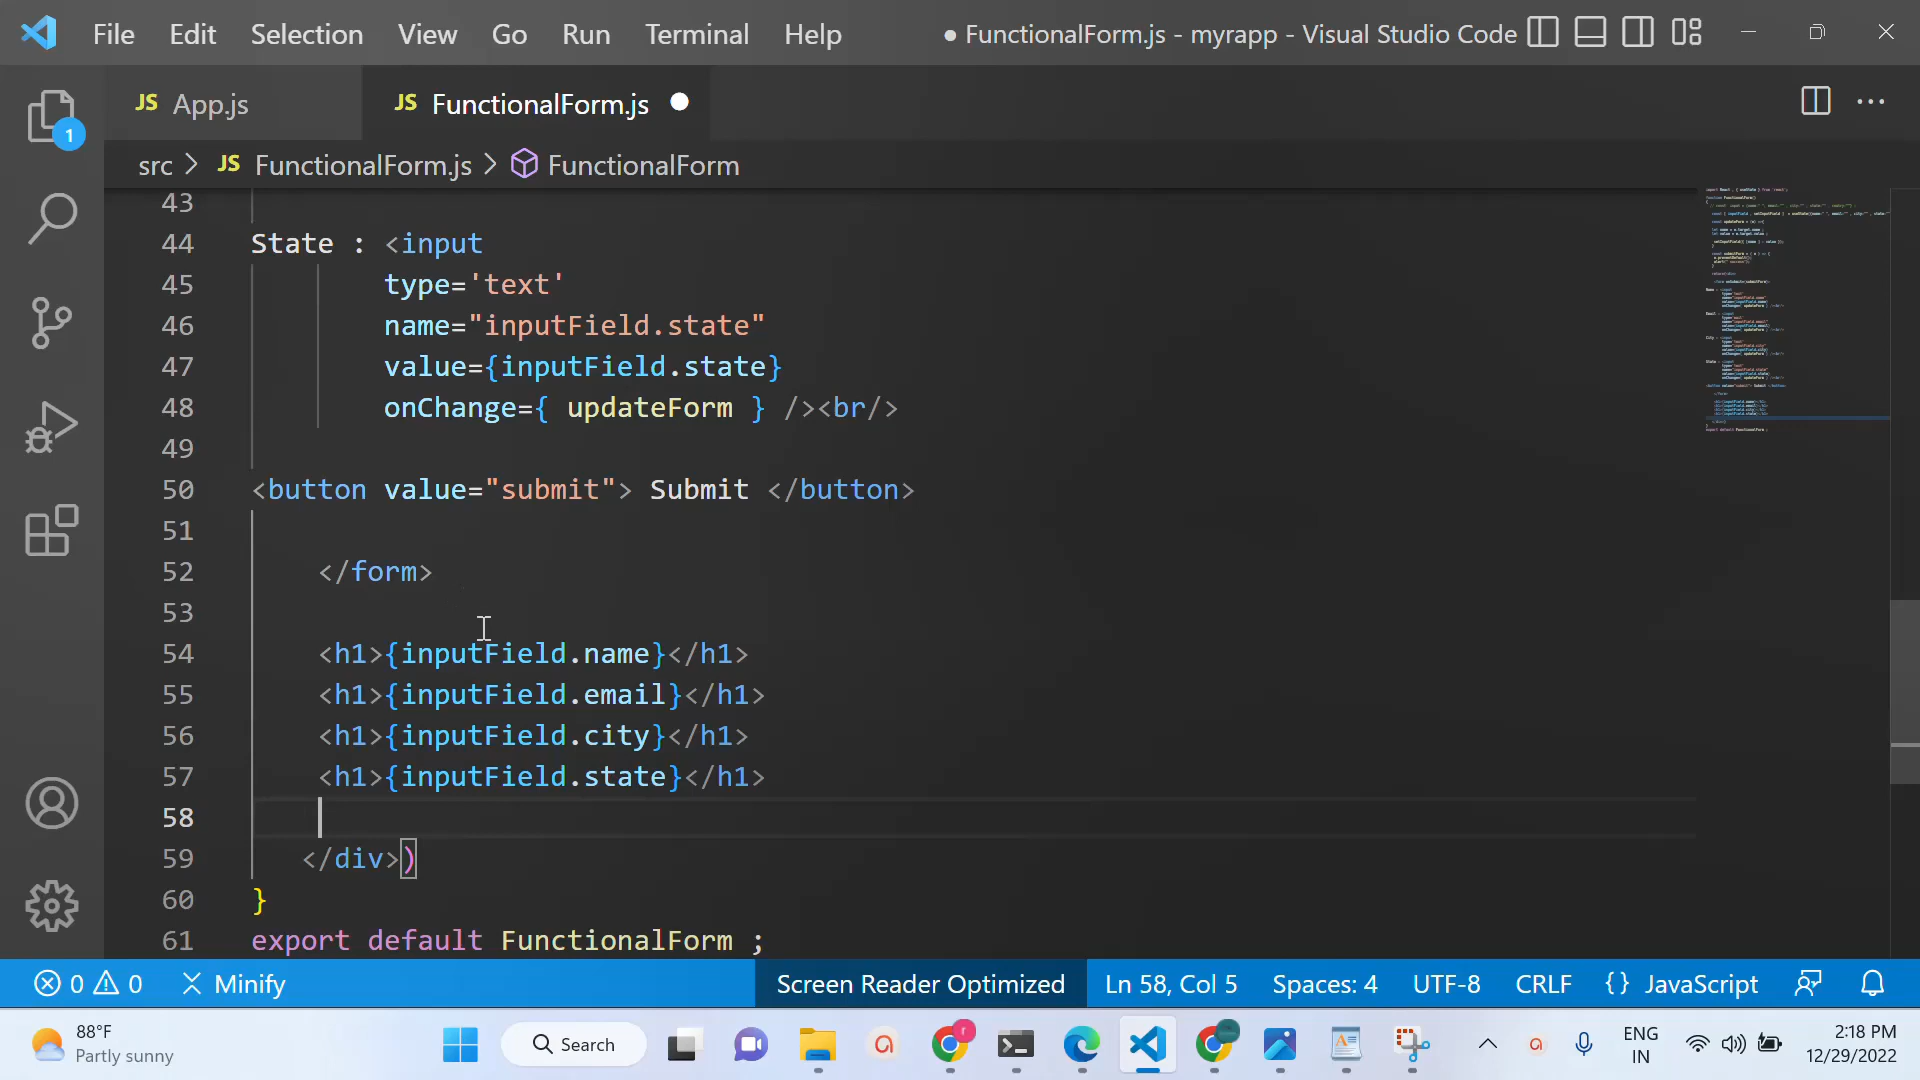 File Edit Selection View Go Run Terminal Help ● FunctionalForm.js - myrapp - Visual Studio Code
JS App.js JS FunctionalForm.js
1
src > JS FunctionalForm.js > FunctionalForm
43
44 State : <input
45 type='text'
46 name="inputField.state"
47 value={inputField.state}
48 onChange={ updateForm } /><br/>
49
50 <button value="submit"> Submit </button>
51
52 </form>
53
54 <h1>{inputField.name}</h1>
55 <h1>{inputField.email}</h1>
56 <h1>{inputField.city}</h1>
57 <h1>{inputField.state}</h1>
58
59 </div>)
60 }
61 export default FunctionalForm ;
0 0 Minify Screen Reader Optimized Ln 58, Col 5 Spaces: 4 UTF-8 CRLF {} JavaScript
88°F
Partly sunny
Search
ENG
IN
2:18 PM
12/29/2022